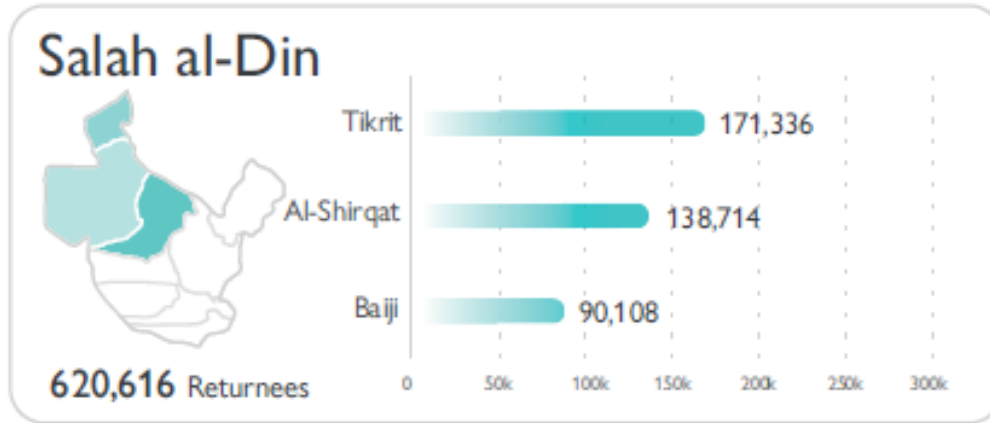 Salah al-Din
Tikrit 171,336
Al-Shirqat 138,714
Baiji 90,108
620,616 Returnees
0 50k 100k 150k 200k 250k 300k